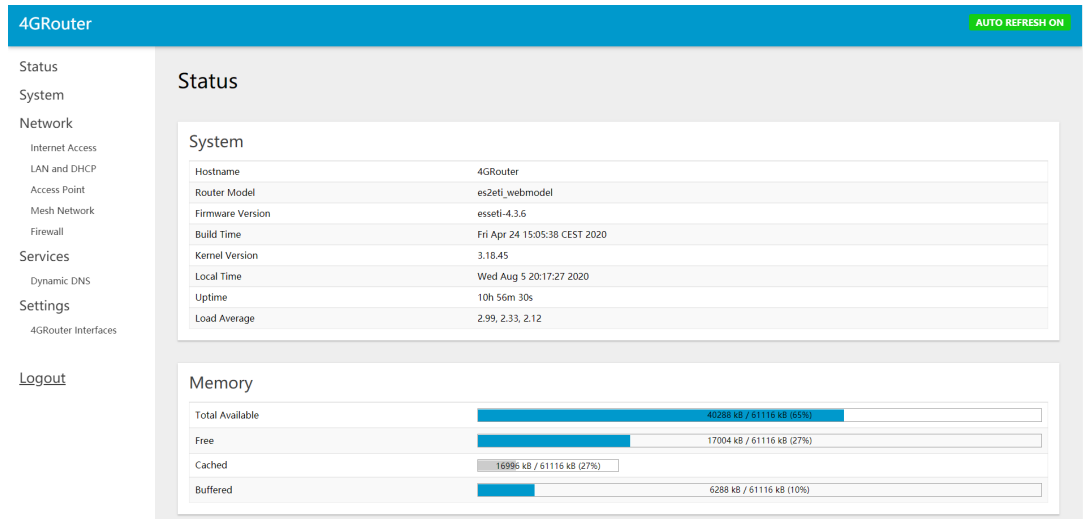 4GRouter
AUTO REFRESH ON
Status
System
Network
Internet Access
LAN and DHCP
Access Point
Mesh Network
Firewall
Services
Dynamic DNS
Settings
4GRouter Interfaces
Logout
Status
System
Hostname 4GRouter
Router Model es2eti_webmodel
Firmware Version esseti-4.3.6
Build Time Fri Apr 24 15:05:38 CEST 2020
Kernel Version 3.18.45
Local Time Wed Aug 5 20:17:27 2020
Uptime 10h 56m 30s
Load Average 2.99, 2.33, 2.12
Memory
Total Available 40288 kB / 61116 kB (65%)
Free 17004 kB / 61116 kB (27%)
Cached 16996 kB / 61116 kB (27%)
Buffered 6288 kB / 61116 kB (10%)